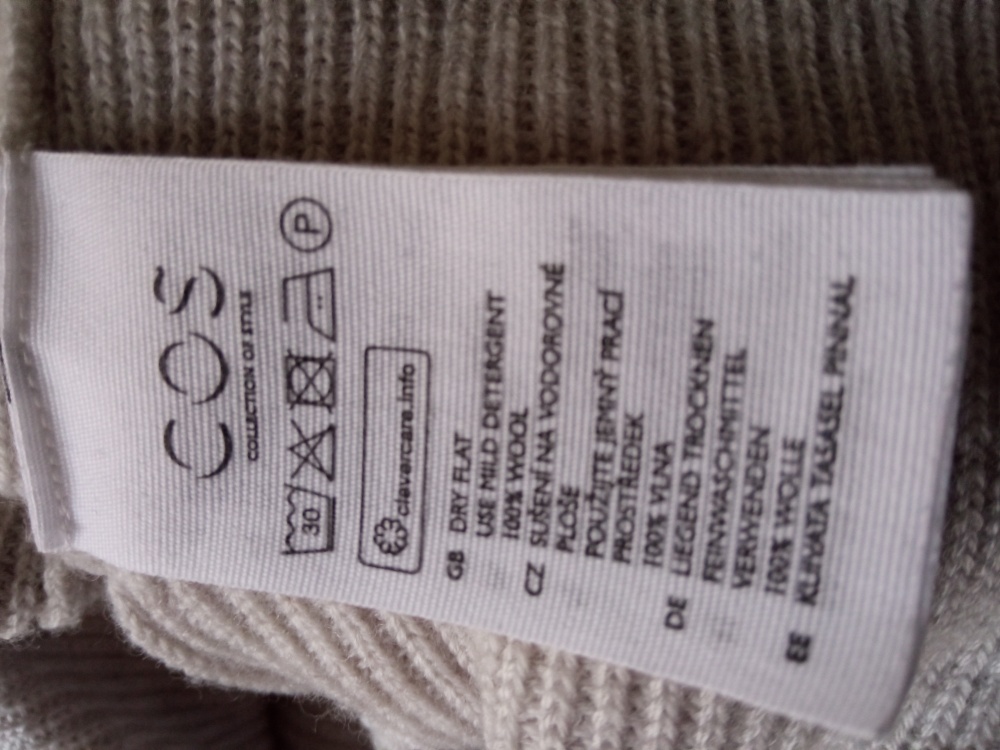 COS
COLLECTION OF STYLE
30 P
clevercare.info
GB DRY FLAT
USE MILD DETERGENT
100% WOOL
CZ SUŠENÍ NA VODOROVNÉ
PLOŠE
POUŽIJTE JEMNÝ PRACÍ
PROSTŘEDEK
100% VLNA
DE LIEGEND TROCKNEN
FEINWASCHMITTEL
VERWENDEN
100% WOLLE
EE KUIVATA TASASEL PINNAL